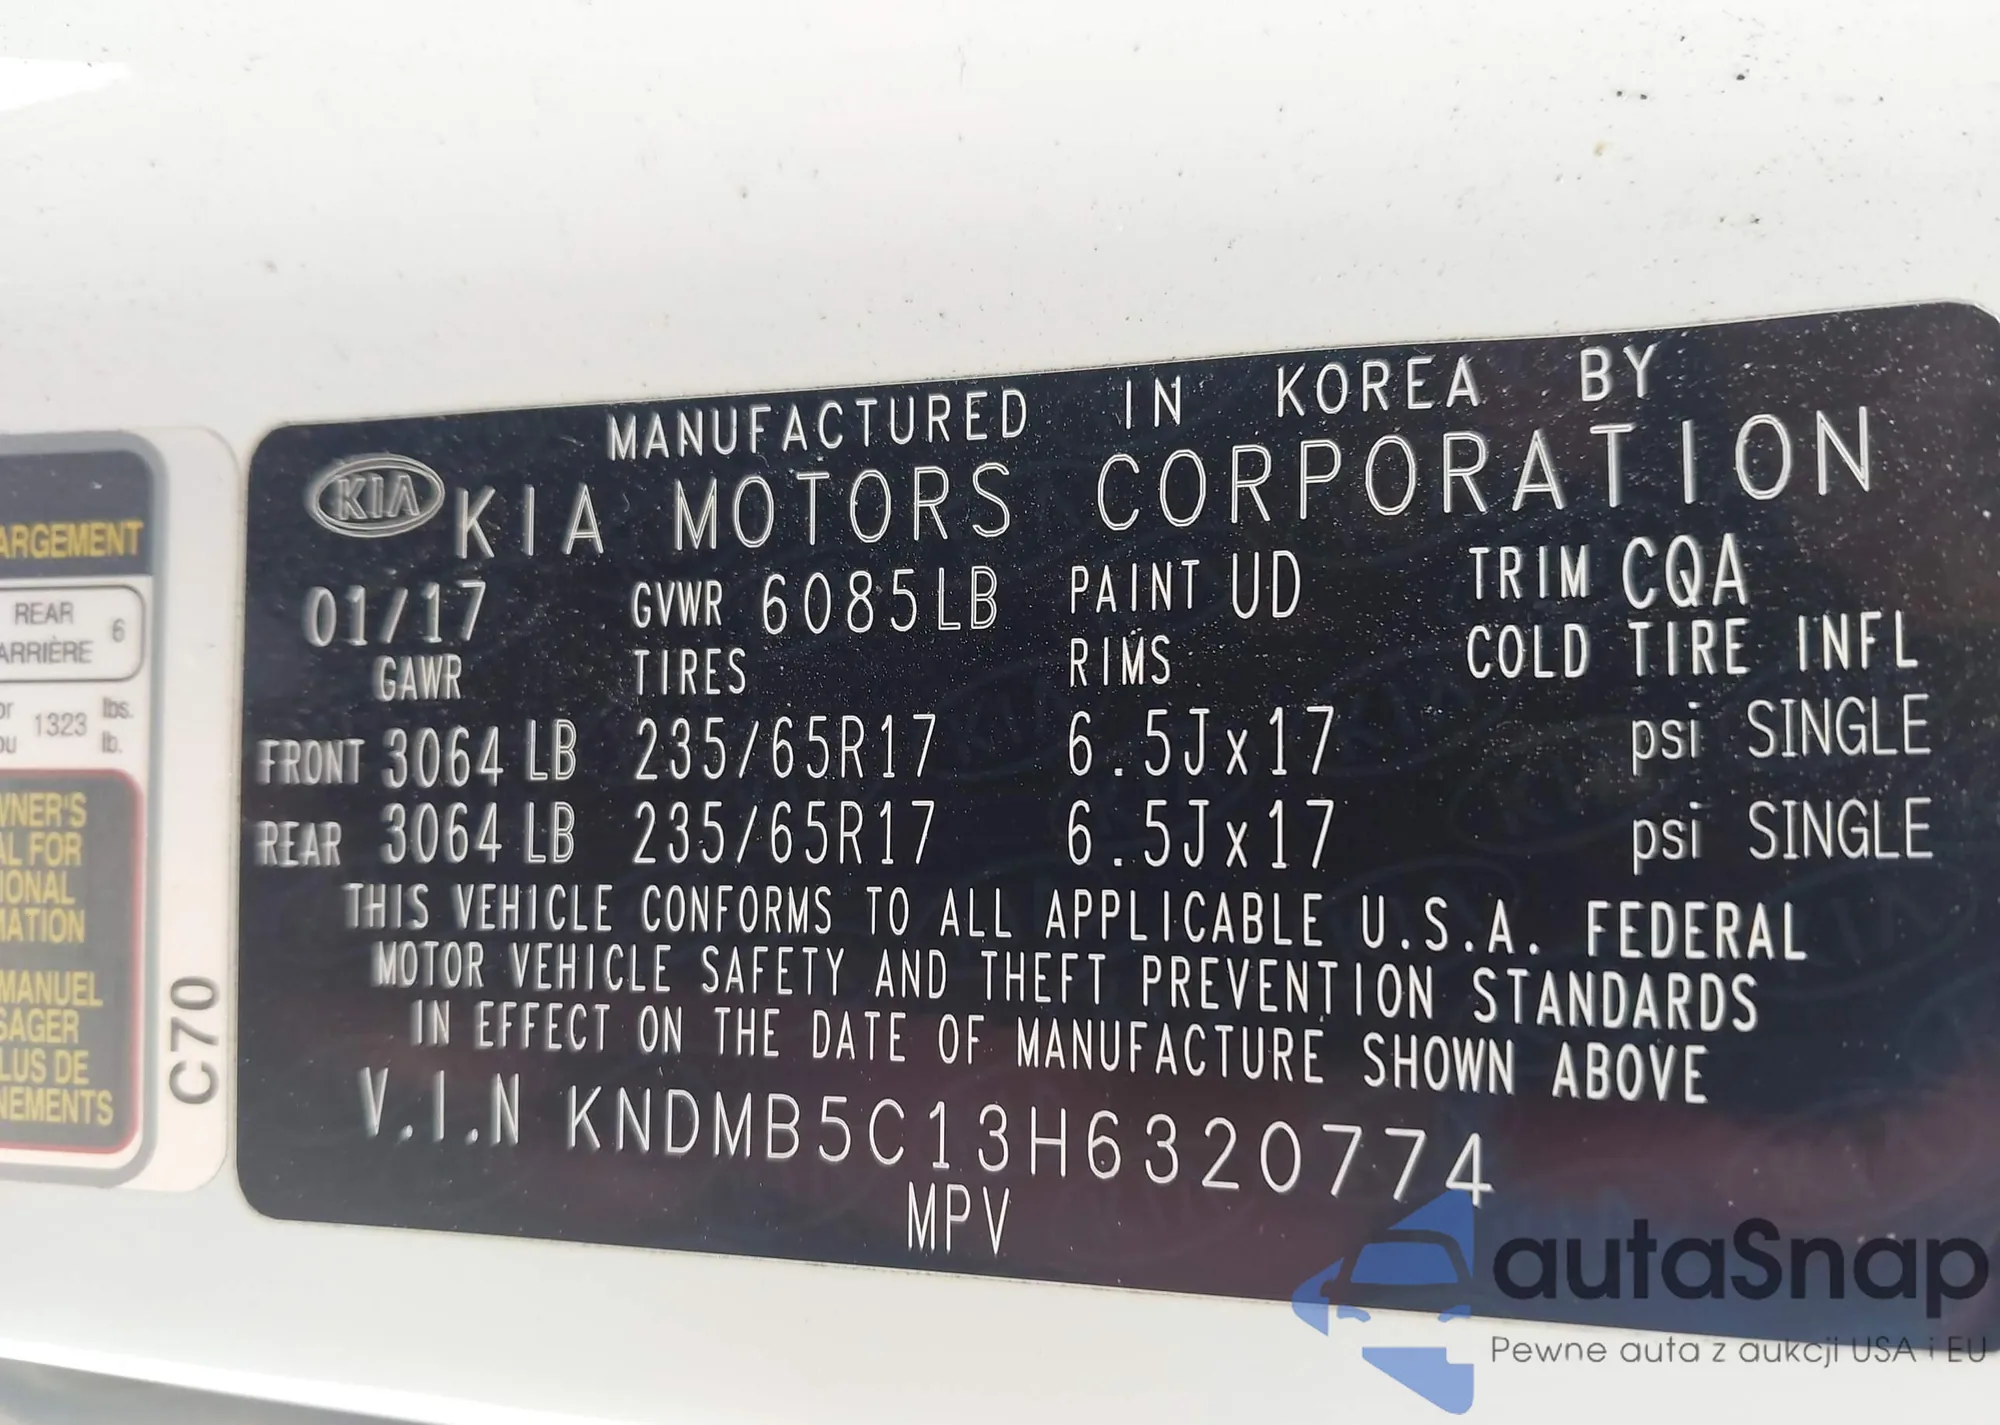 MANUFACTURED IN KOREA BY
KIA KIA MOTORS CORPORATION
01/17 GVWR 6085LB PAINT UD TRIM CQA
GAWR TIRES RIMS COLD TIRE INFL
FRONT 3064 LB 235/65R17 6.5Jx17 psi SINGLE
REAR 3064 LB 235/65R17 6.5Jx17 psi SINGLE
THIS VEHICLE CONFORMS TO ALL APPLICABLE U.S.A. FEDERAL
MOTOR VEHICLE SAFETY AND THEFT PREVENTION STANDARDS
IN EFFECT ON THE DATE OF MANUFACTURE SHOWN ABOVE
V.I.N KNDMB5C13H6320774
MPV
ARGEMENT
REAR
ARRIÈRE 6
or 1323 lbs.
ou lb.
WNER'S
AL FOR
IONAL
MATION
MANUEL
SAGER
LUS DE
NEMENTS
C70
autaSnap
Pewne auta z aukcji USA i EU